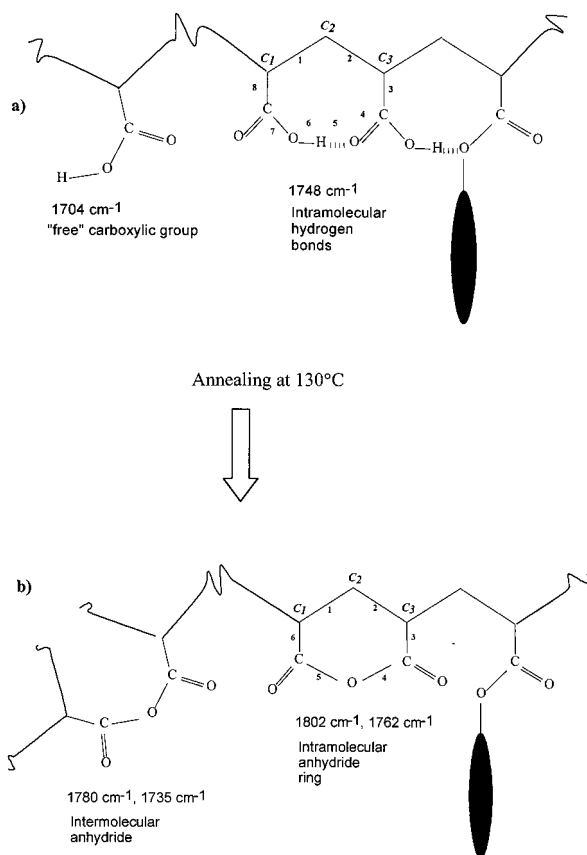 a)
C1 1 C2 2 C3
8 3
O 7 O 6 H 5 O 4 C O H O C O
C O
H O
C
1704 cm-1
"free" carboxylic group
1748 cm-1
Intramolecular
hydrogen
bonds
Annealing at 130°C
b)
C1 1 C2 2 C3
6 3
C C C
O 5 O 4 O O O
C O
C O
O
1802 cm-1, 1762 cm-1
Intramolecular
anhydride
ring
1780 cm-1, 1735 cm-1
Intermolecular
anhydride